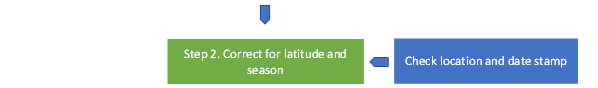 Step 2. Correct for latitude and
season
Check location and date stamp